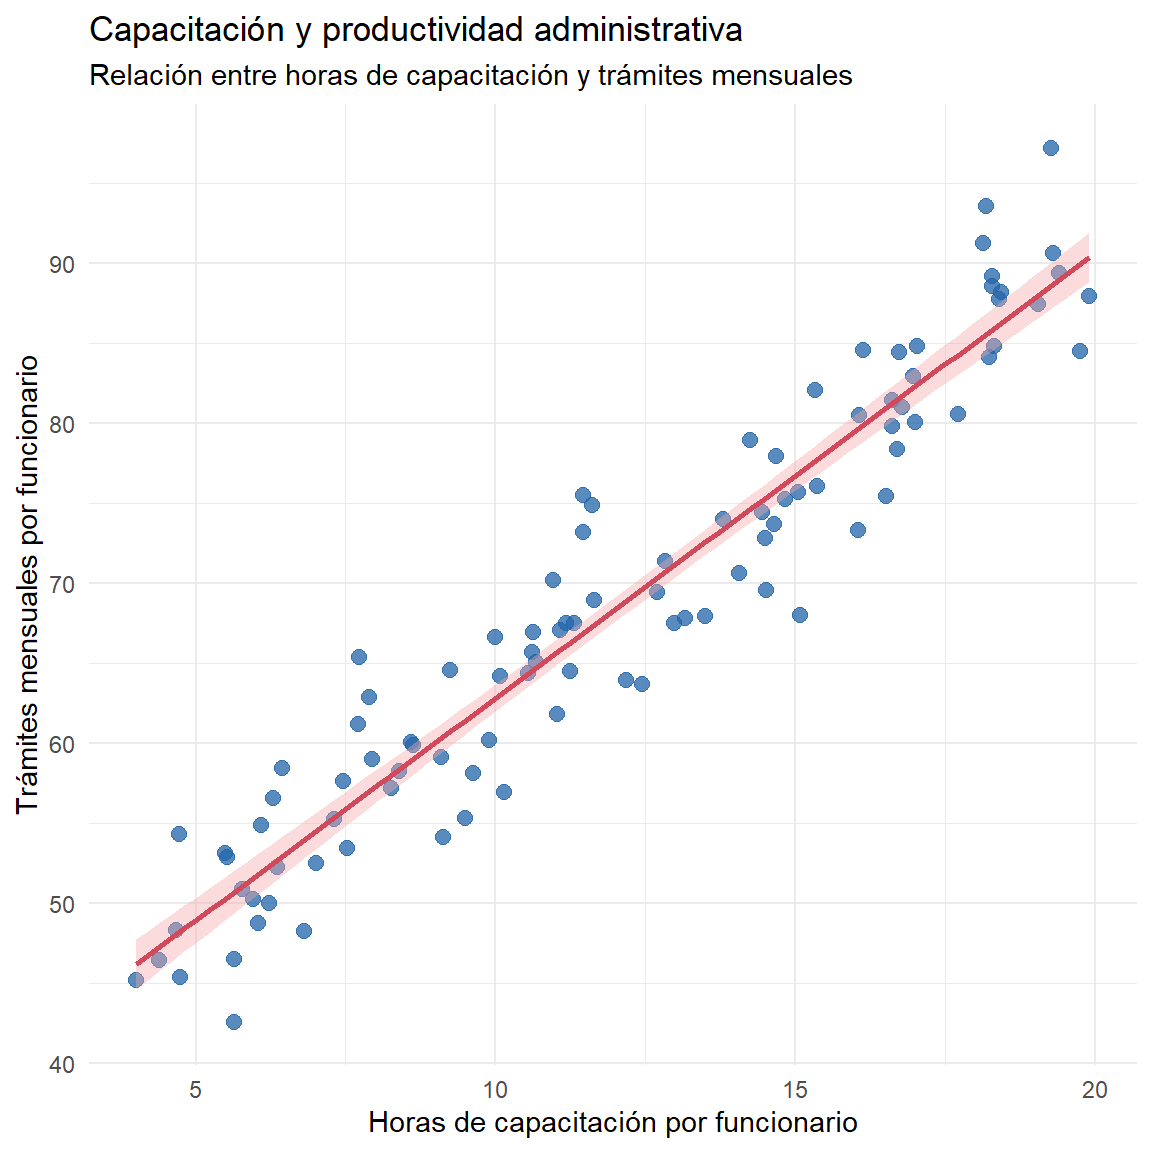 Capacitación y productividad administrativa
Relación entre horas de capacitación y trámites mensuales
Trámites mensuales por funcionario
90
80
70
60
50
40
5
10
15
20
Horas de capacitación por funcionario